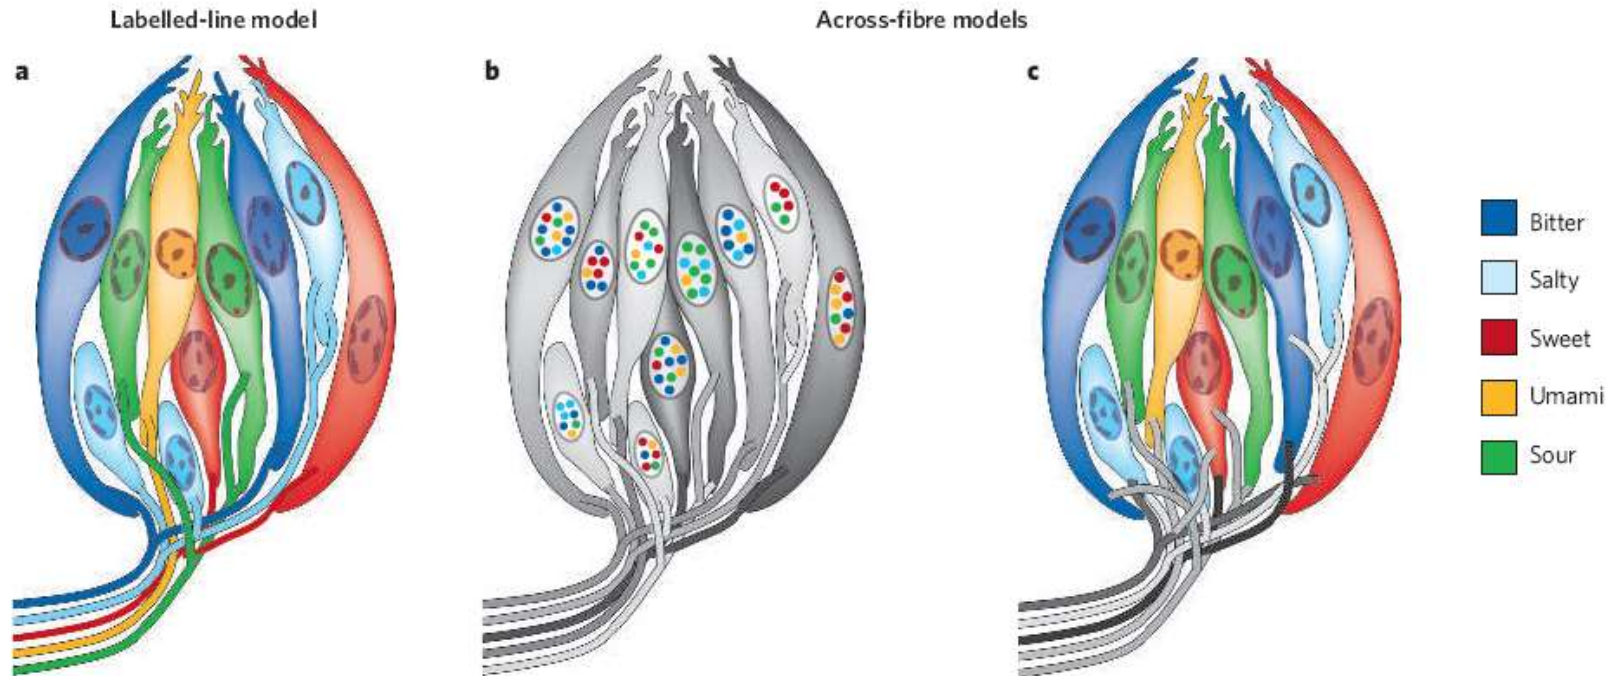 Labelled-line model
Across-fibre models
a
b
c
Bitter
Salty
Sweet
Umami
Sour